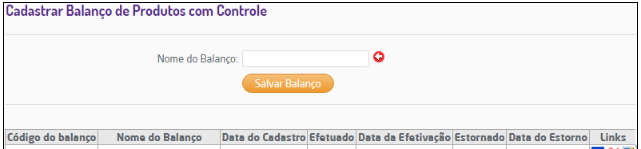 Cadastrar Balanço de Produtos com Controle
Nome do Balanço:
Salvar Balanço
Código do balanço Nome do Balanço Data do Cadastro Efetuado Data da Efetivação Estornado Data do Estorno Links